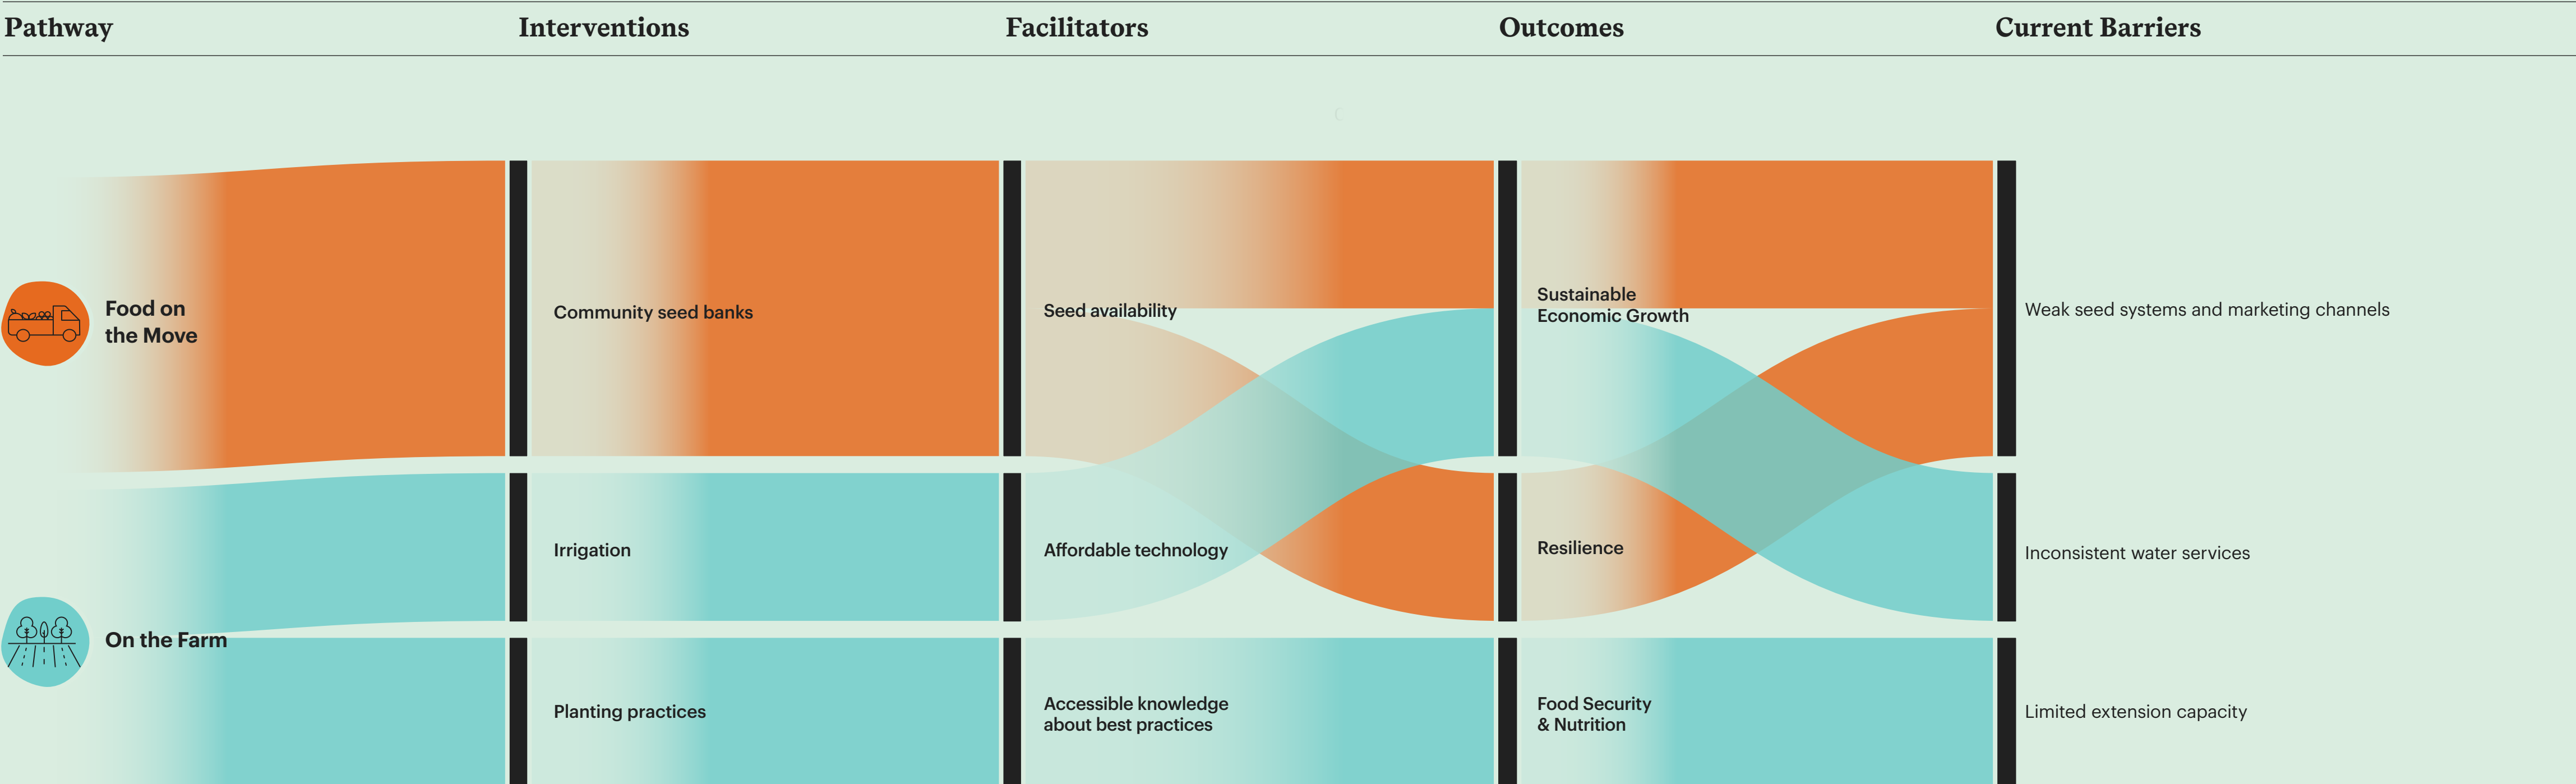 Pathway
Interventions
Facilitators
Outcomes
Current Barriers
Food on
the Move
Community seed banks
Seed availability
Sustainable
Economic Growth
Weak seed systems and marketing channels
Irrigation
Affordable technology
Resilience
Inconsistent water services
On the Farm
Planting practices
Accessible knowledge
about best practices
Food Security
& Nutrition
Limited extension capacity